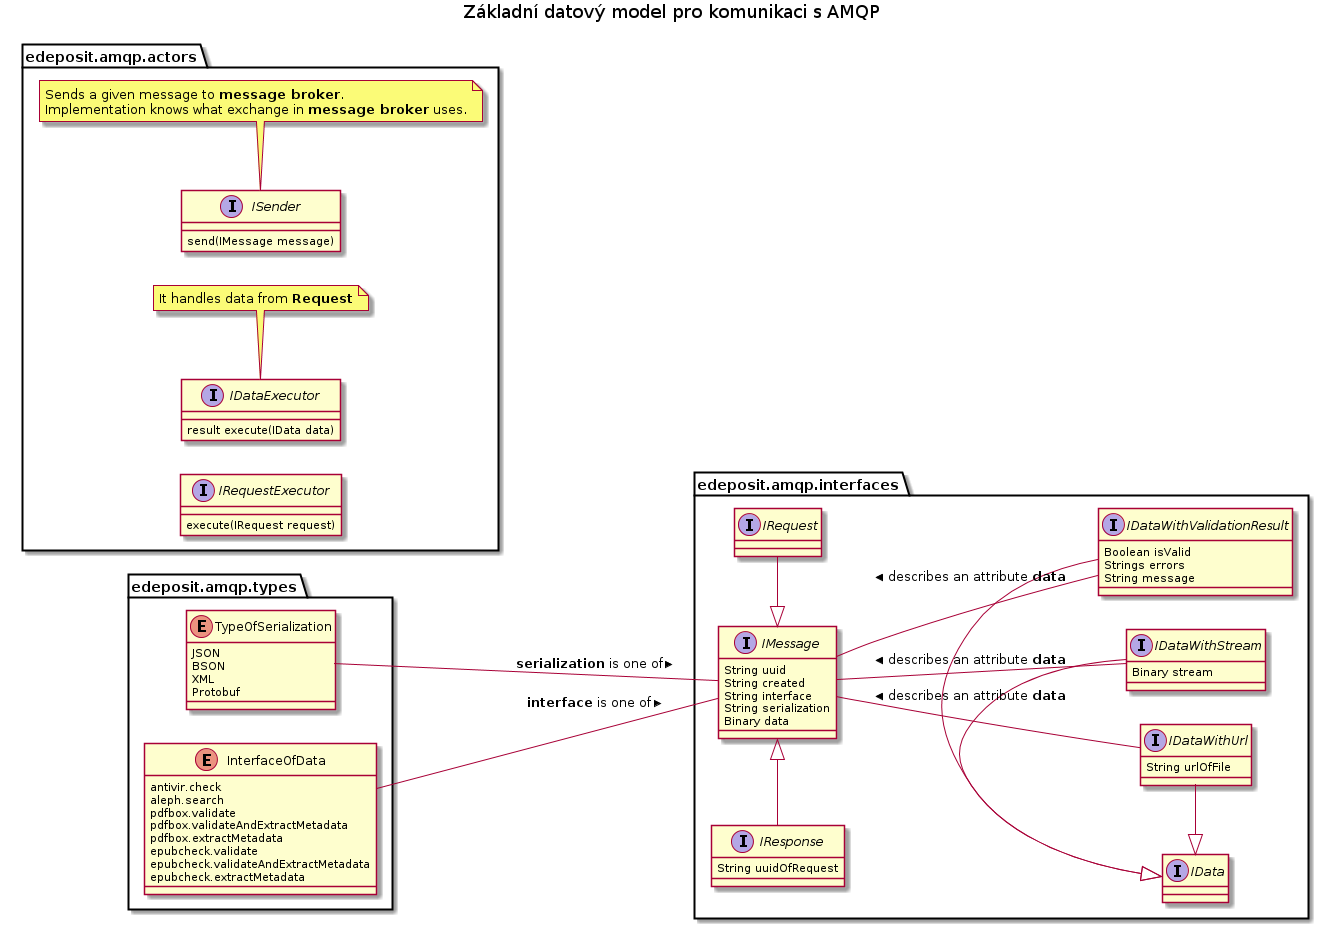 Základní datový model pro komunikaci s AMQP
edeposit.amqp.actors
Sends a given message to message broker.
Implementation knows what exchange in message broker uses.
I ISender
send(IMessage message)
It handles data from Request
I IDataExecutor
result execute(IData data)
I IRequestExecutor
execute(IRequest request)
edeposit.amqp.types
E TypeOfSerialization
JSON
BSON
XML
Protobuf
E InterfaceOfData
antivir.check
aleph.search
pdfbox.validate
pdfbox.validateAndExtractMetadata
pdfbox.extractMetadata
epubcheck.validate
epubcheck.validateAndExtractMetadata
epubcheck.extractMetadata
serialization is one of
interface is one of
edeposit.amqp.interfaces
I IRequest
I IMessage
String uuid
String created
String interface
String serialization
Binary data
I IResponse
String uuidOfRequest
describes an attribute data
describes an attribute data
describes an attribute data
I IDataWithValidationResult
Boolean isValid
Strings errors
String message
I IDataWithStream
Binary stream
I IDataWithUrl
String urlOfFile
I IData